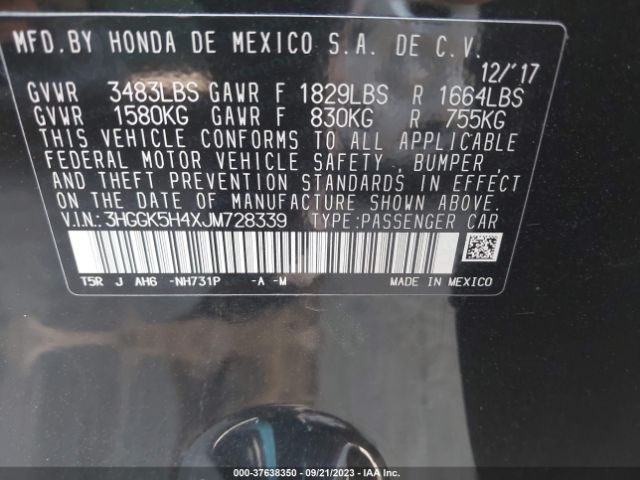 MFD.BY HONDA DE MEXICO S.A. DE C.V.
12/'17
GVWR 3483LBS GAWR F 1829LBS R 1664LBS
GVWR 1580KG GAWR F 830KG R 755KG
THIS VEHICLE CONFORMS TO ALL APPLICABLE
FEDERAL MOTOR VEHICLE SAFETY, BUMPER,
AND THEFT PREVENTION STANDARDS IN EFFECT
ON THE DATE OF MANUFACTURE SHOWN ABOVE.
V.I.N.: 3HGGK5H4XJM728339 TYPE: PASSENGER CAR
T5R J AH6 -NH731P -A -M MADE IN MEXICO
000-37638350 - 09/21/2023 - IAA Inc.